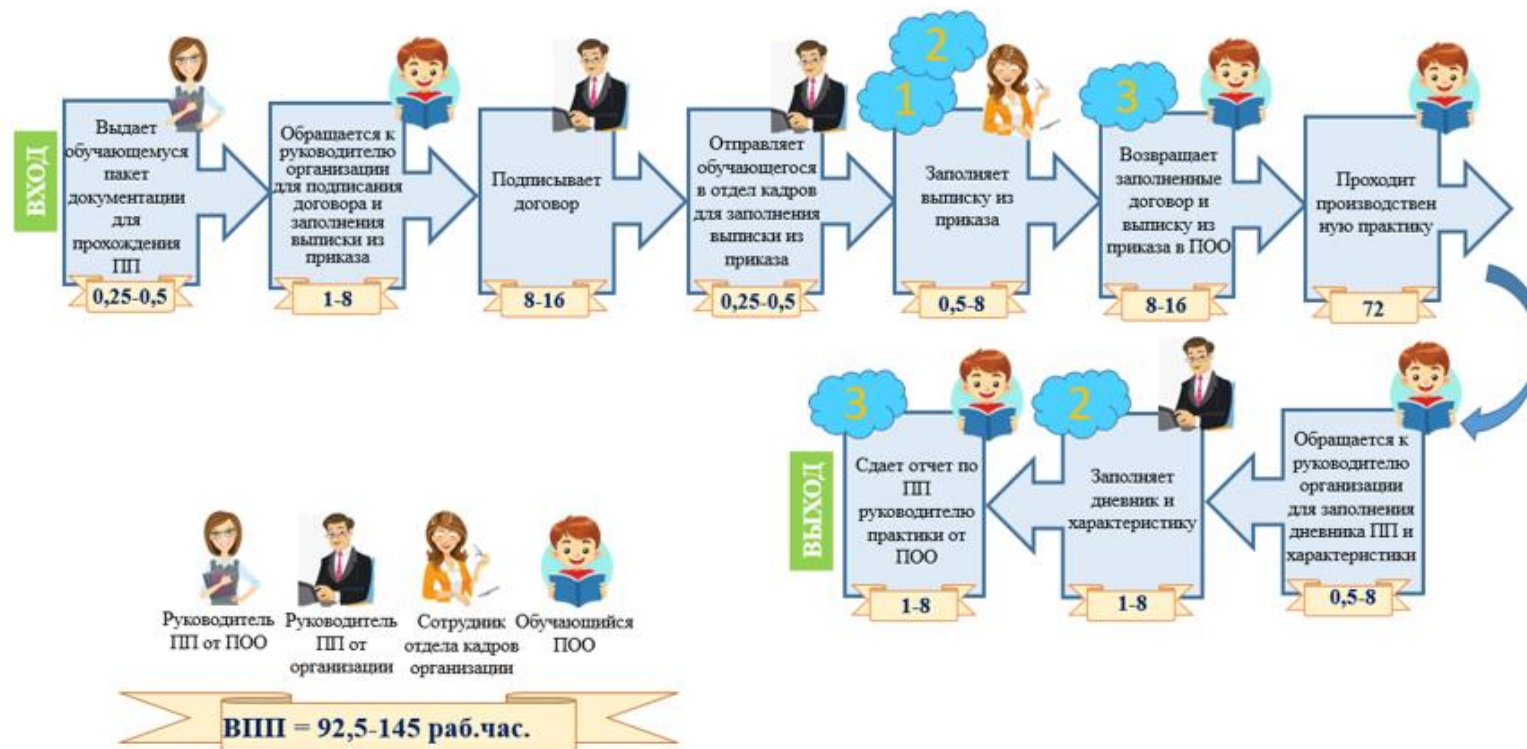 ВХОД
Выдает
обучающемуся
пакет
документации
для
прохождения
ПП
0,25-0,5
Обращается к
руководителю
организации
для подписания
договора и
заполнения
выписки из
приказа
1-8
Подписывает
договор
8-16
Отправляет
обучающегося
в отдел кадров
для заполнения
выписки из
приказа
0,25-0,5
1
2
Заполняет
выписку из
приказа
0,5-8
3
Возвращает
заполненные
договор и
выписку из
приказа в ПОО
8-16
Проходит
производствен
ную практику
72
Обращается к
руководителю
организации
для заполнения
дневника ПП и
характеристики
0,5-8
2
Заполняет
дневник и
характеристику
1-8
3
Сдает отчет по
ПП
руководителю
практики от
ПОО
1-8
ВЫХОД
Руководитель
ПП от ПОО
Руководитель
ПП от
организации
Сотрудник
отдела кадров
организации
Обучающийся
ПОО
ВПП = 92,5-145 раб.час.